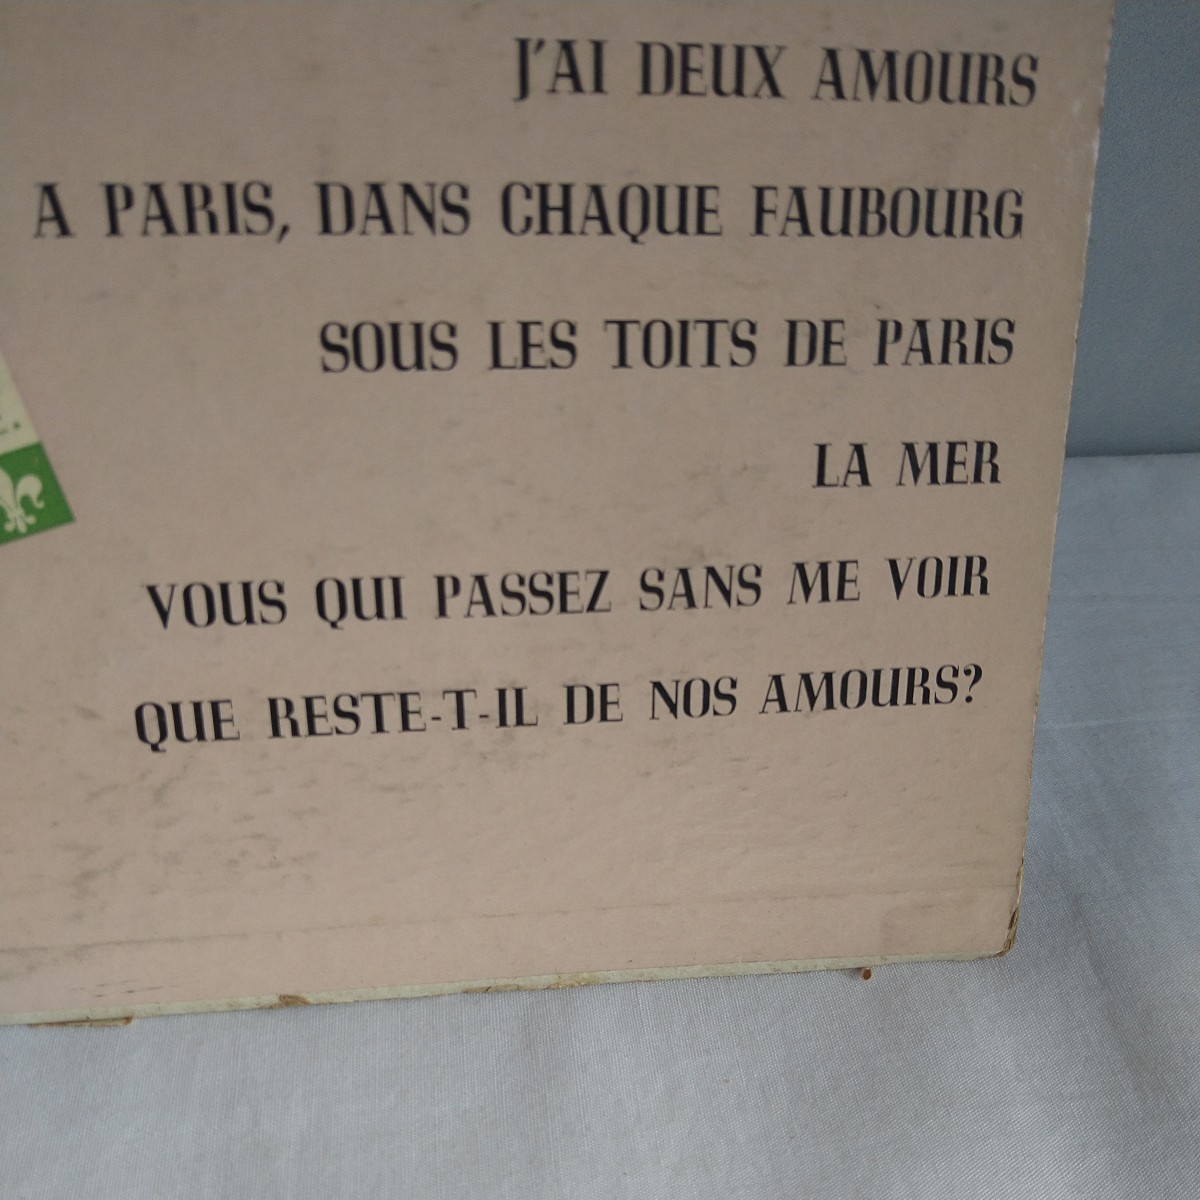 J'AI DEUX AMOURS
A PARIS, DANS CHAQUE FAUBOURG
SOUS LES TOITS DE PARIS
LA MER
VOUS QUI PASSEZ SANS ME VOIR
QUE RESTE-T-IL DE NOS AMOURS?